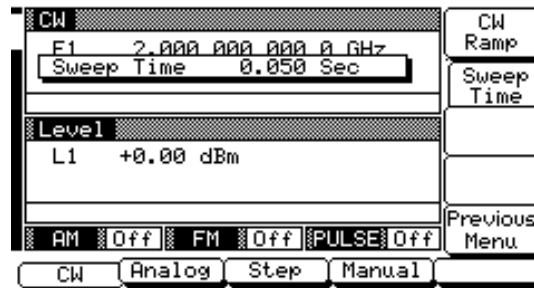 CW
F1 2.000 000 000 0 GHz
Sweep Time 0.050 Sec
Level
L1 +0.00 dBm
AM Off FM Off PULSE Off
CW Analog Step Manual
CW
Ramp
Sweep
Time
Previous
Menu